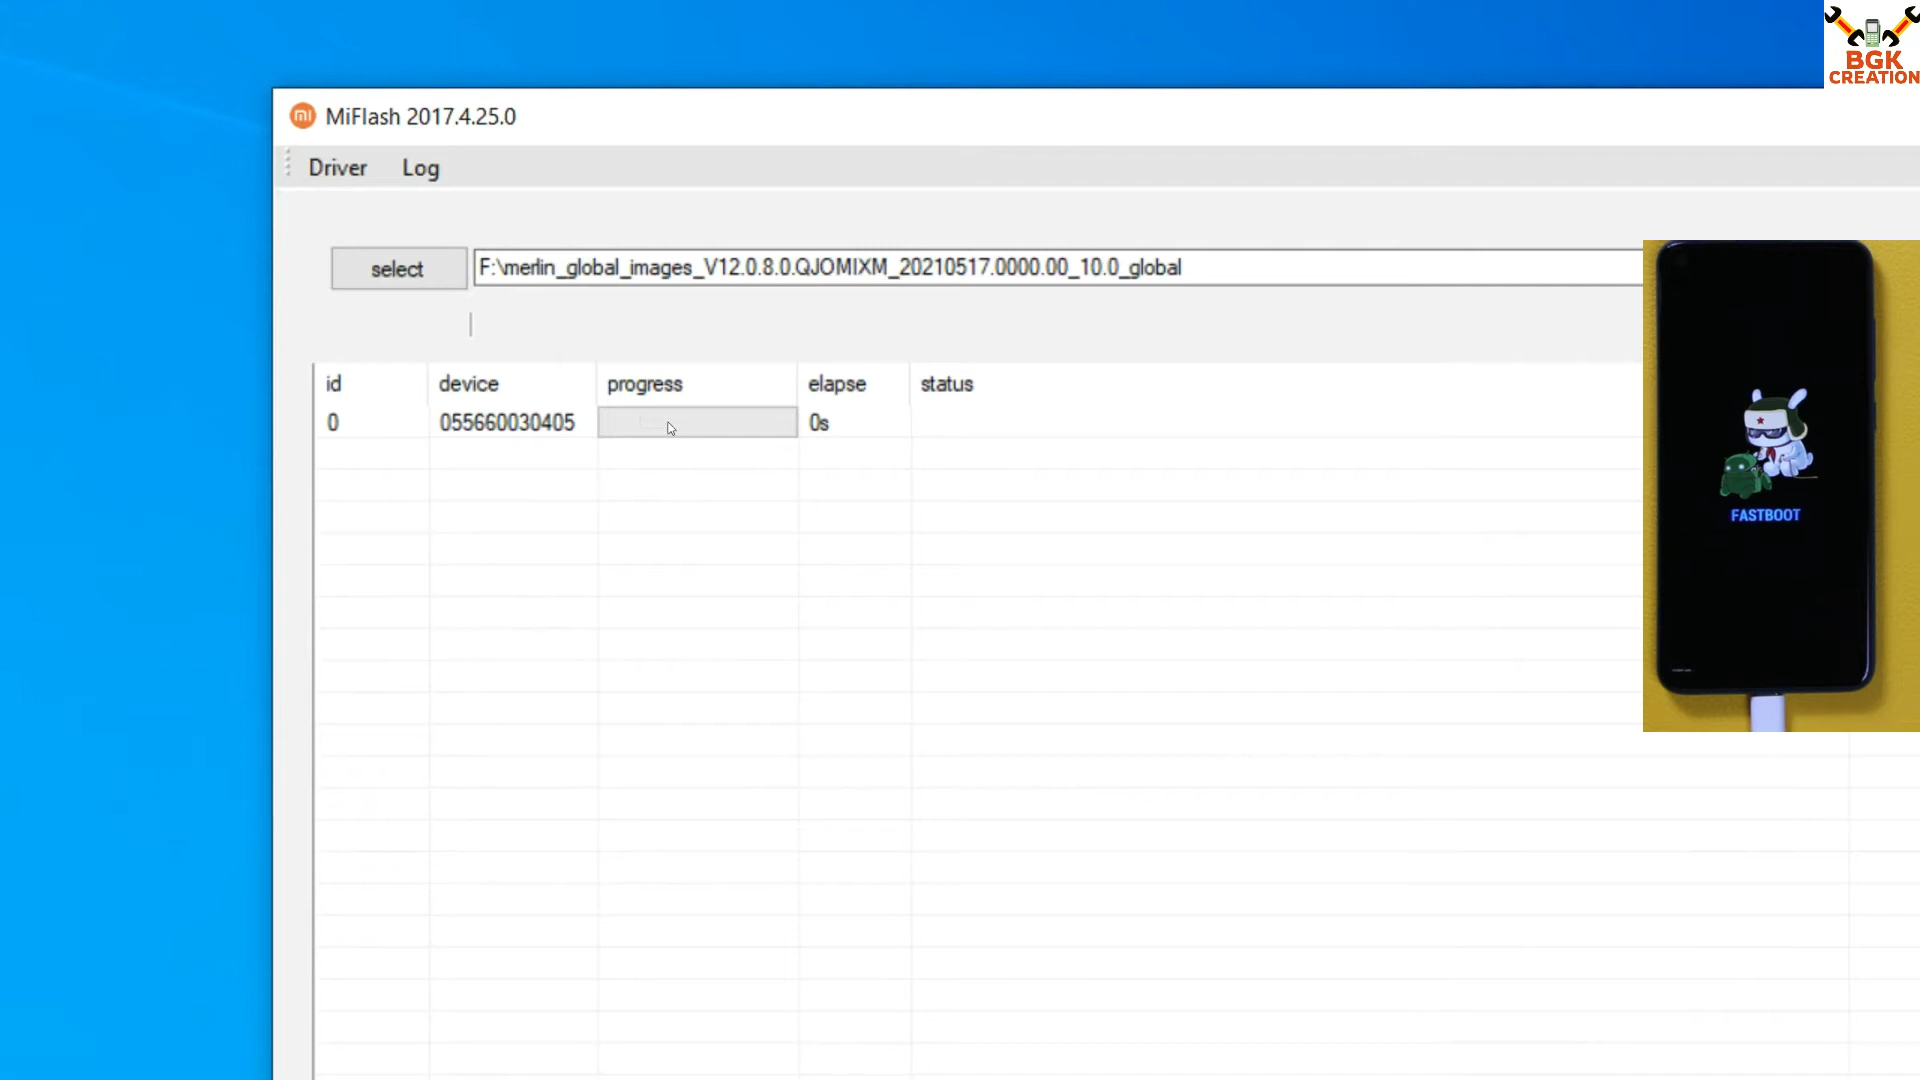 BGK
CREATION
MiFlash 2017.4.25.0
Driver Log
select F:\merlin_global_images_V12.0.8.0.QJOMIXM_20210517.0000.00_10.0_global
id device progress elapse status
0 055660030405 0s
FASTBOOT